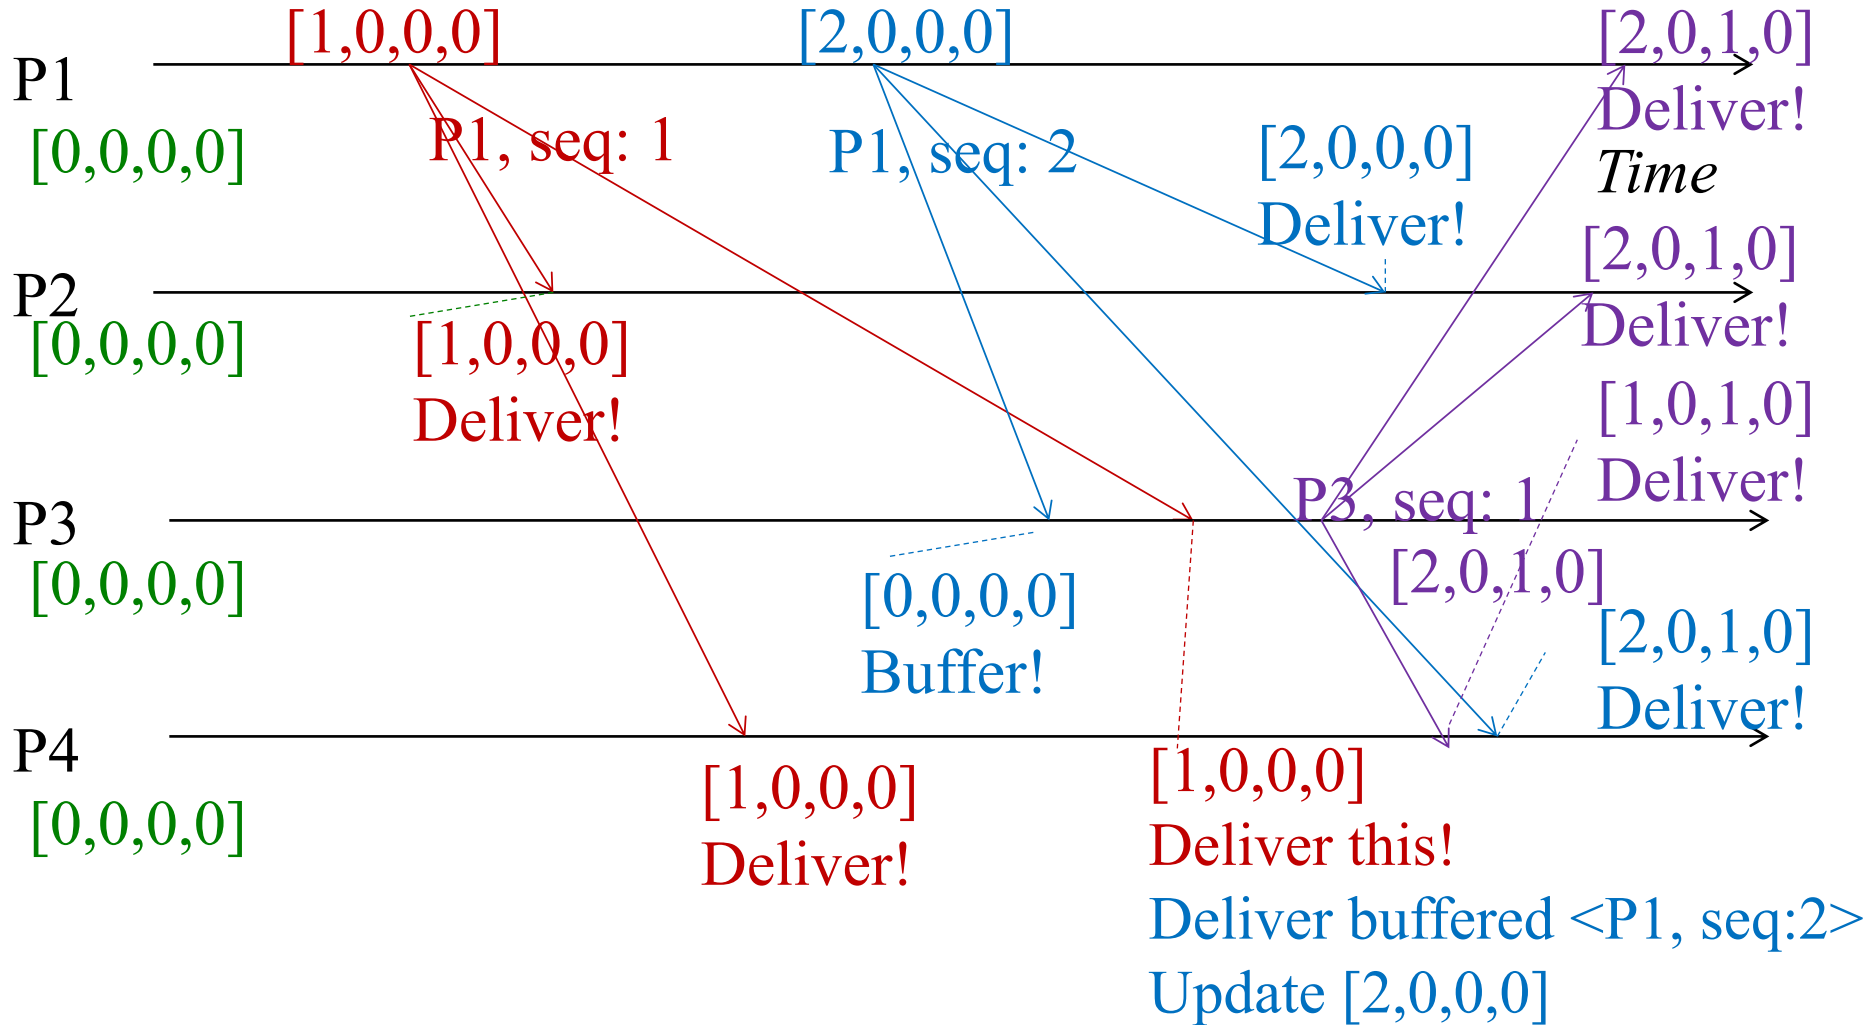 [1,0,0,0]
[2,0,0,0]
[2,0,1,0]
P1
Deliver!
[0,0,0,0]
P1, seq: 1
P1, seq: 2
[2,0,0,0]
Deliver!
Time
P2
[0,0,0,0]
[1,0,0,0]
Deliver!
[2,0,1,0]
Deliver!
[1,0,1,0]
Deliver!
P3
[0,0,0,0]
P3, seq: 1
[2,0,1,0]
[0,0,0,0]
Buffer!
[2,0,1,0]
Deliver!
P4
[0,0,0,0]
[1,0,0,0]
Deliver!
[1,0,0,0]
Deliver this!
Deliver buffered <P1, seq:2>
Update [2,0,0,0]